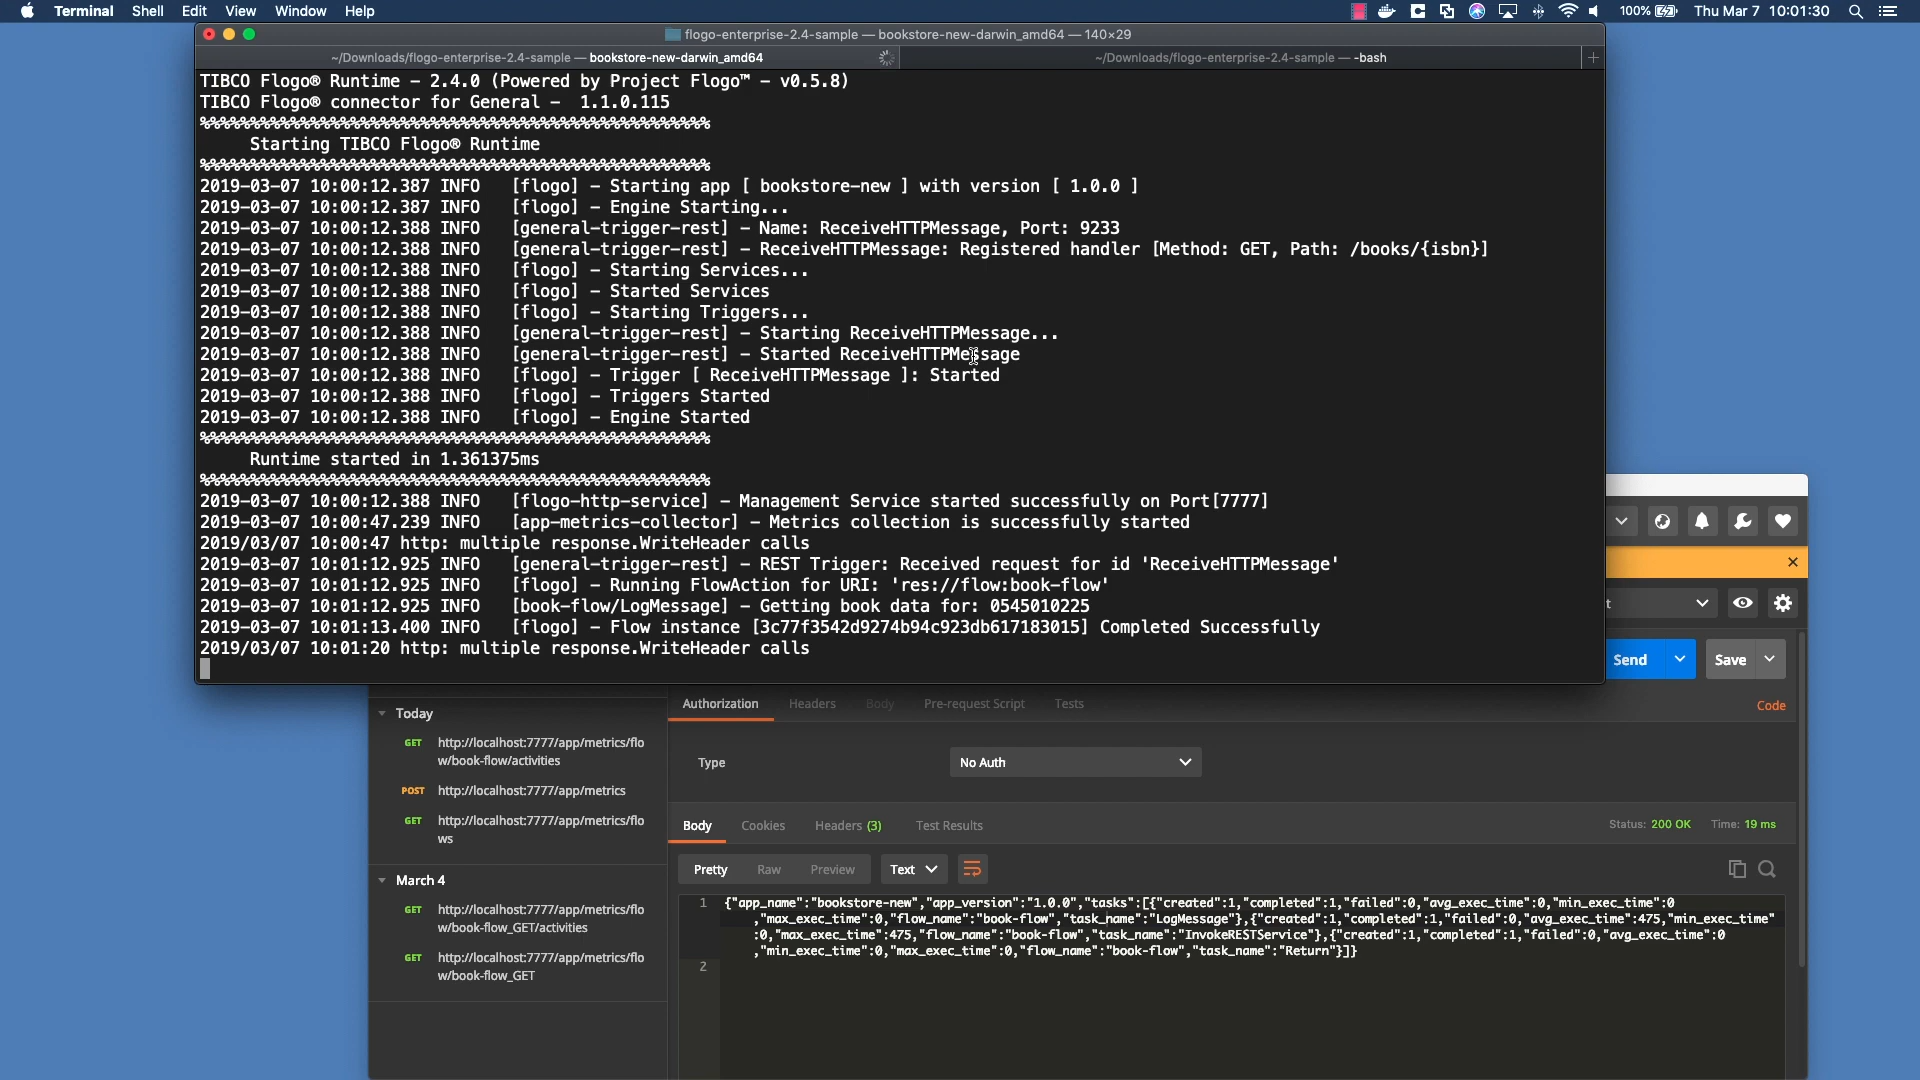 Terminal Shell Edit View Window Help 100% Thu Mar 7 10:01:30
flogo-enterprise-2.4-sample — bookstore-new-darwin_amd64 — 140×29
~/Downloads/flogo-enterprise-2.4-sample — bookstore-new-darwin_amd64 ~/Downloads/flogo-enterprise-2.4-sample — -bash +
TIBCO Flogo® Runtime - 2.4.0 (Powered by Project Flogo™ - v0.5.8)
TIBCO Flogo® connector for General - 1.1.0.115
%%%%%%%%%%%%%%%%%%%%%%%%%%%%%%%%%%%%%%%%%%%%%%%%%%%
Starting TIBCO Flogo® Runtime
%%%%%%%%%%%%%%%%%%%%%%%%%%%%%%%%%%%%%%%%%%%%%%%%%%%
2019-03-07 10:00:12.387 INFO [flogo] - Starting app [ bookstore-new ] with version [ 1.0.0 ]
2019-03-07 10:00:12.387 INFO [flogo] - Engine Starting...
2019-03-07 10:00:12.388 INFO [general-trigger-rest] - Name: ReceiveHTTPMessage, Port: 9233
2019-03-07 10:00:12.388 INFO [general-trigger-rest] - ReceiveHTTPMessage: Registered handler [Method: GET, Path: /books/{isbn}]
2019-03-07 10:00:12.388 INFO [flogo] - Starting Services...
2019-03-07 10:00:12.388 INFO [flogo] - Started Services
2019-03-07 10:00:12.388 INFO [flogo] - Starting Triggers...
2019-03-07 10:00:12.388 INFO [general-trigger-rest] - Starting ReceiveHTTPMessage...
2019-03-07 10:00:12.388 INFO [general-trigger-rest] - Started ReceiveHTTPMessage
2019-03-07 10:00:12.388 INFO [flogo] - Trigger [ ReceiveHTTPMessage ]: Started
2019-03-07 10:00:12.388 INFO [flogo] - Triggers Started
2019-03-07 10:00:12.388 INFO [flogo] - Engine Started
%%%%%%%%%%%%%%%%%%%%%%%%%%%%%%%%%%%%%%%%%%%%%%%%%%%
Runtime started in 1.361375ms
%%%%%%%%%%%%%%%%%%%%%%%%%%%%%%%%%%%%%%%%%%%%%%%%%%%
2019-03-07 10:00:12.388 INFO [flogo-http-service] - Management Service started successfully on Port[7777]
2019-03-07 10:00:47.239 INFO [app-metrics-collector] - Metrics collection is successfully started
2019/03/07 10:00:47 http: multiple response.WriteHeader calls
2019-03-07 10:01:12.925 INFO [general-trigger-rest] - REST Trigger: Received request for id 'ReceiveHTTPMessage'
2019-03-07 10:01:12.925 INFO [flogo] - Running FlowAction for URI: 'res://flow:book-flow'
2019-03-07 10:01:12.925 INFO [book-flow/LogMessage] - Getting book data for: 0545010225
2019-03-07 10:01:13.400 INFO [flogo] - Flow instance [3c77f3542d9274b94c923db617183015] Completed Successfully
2019/03/07 10:01:20 http: multiple response.WriteHeader calls
t
Send Save
Authorization Headers Body Pre-request Script Tests Code
Type No Auth
Today
GET http://localhost:7777/app/metrics/flo
w/book-flow/activities
POST http://localhost:7777/app/metrics
GET http://localhost:7777/app/metrics/flo
ws
March 4
GET http://localhost:7777/app/metrics/flo
w/book-flow_GET/activities
GET http://localhost:7777/app/metrics/flo
w/book-flow_GET
Body Cookies Headers (3) Test Results Status: 200 OK Time: 19 ms
Pretty Raw Preview Text
1 {"app_name":"bookstore-new","app_version":"1.0.0","tasks":[{"created":1,"completed":1,"failed":0,"avg_exec_time":0,"min_exec_time":0
,"max_exec_time":0,"flow_name":"book-flow","task_name":"LogMessage"},{"created":1,"completed":1,"failed":0,"avg_exec_time":475,"min_exec_time"
:0,"max_exec_time":475,"flow_name":"book-flow","task_name":"InvokeRESTService"},{"created":1,"completed":1,"failed":0,"avg_exec_time":0
,"min_exec_time":0,"max_exec_time":0,"flow_name":"book-flow","task_name":"Return"}]}
2